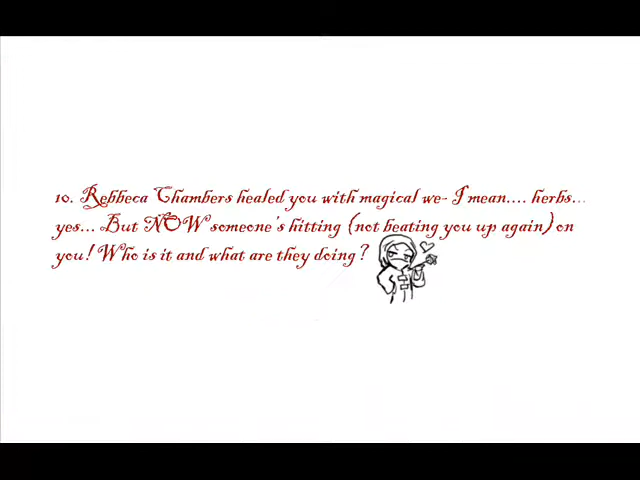 10. Rebbeca Chambers healed you with magical we- I mean.... herbs...
yes... But NOW someone's hitting (not beating you up again) on
you! Who is it and what are they doing?